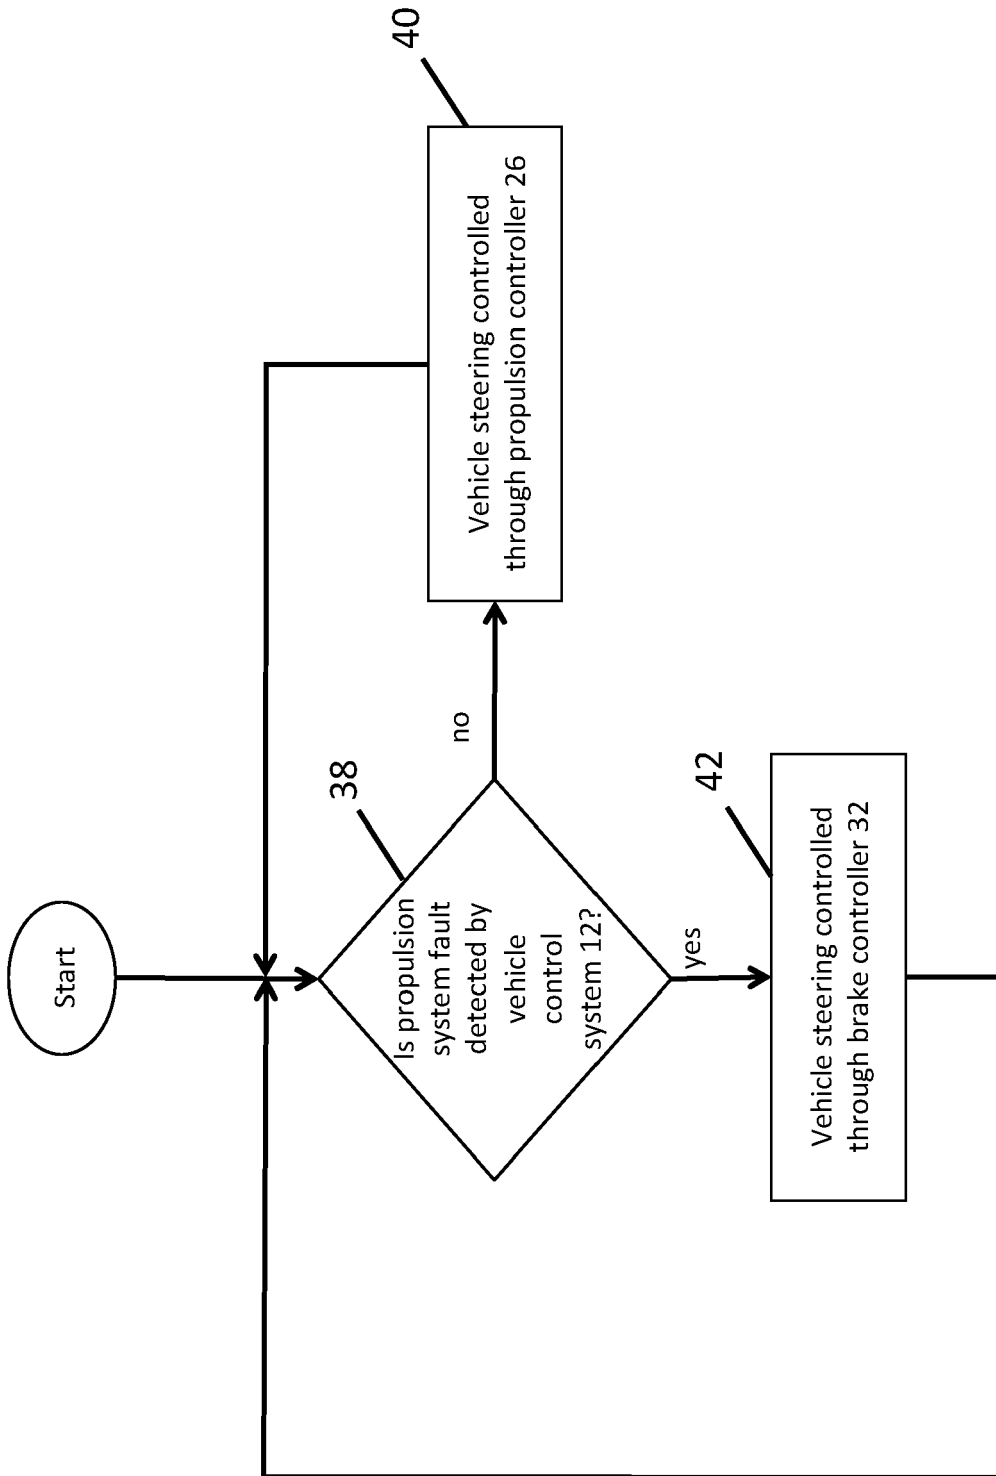 Start
38
Is propulsion
system fault
detected by
vehicle
control
system 12?
no
40
Vehicle steering controlled
through propulsion controller 26
yes
42
Vehicle steering controlled
through brake controller 32